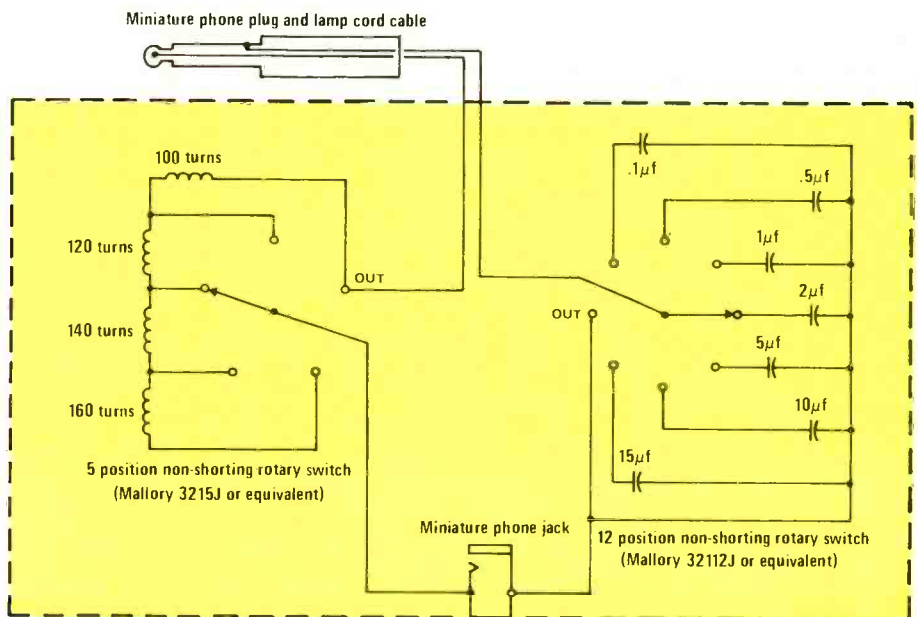 Miniature phone plug and lamp cord cable
100 turns
120 turns
140 turns
160 turns
OUT
5 position non-shorting rotary switch
(Mallory 3215J or equivalent)
.1μf
.5μf
1μf
2μf
OUT
5μf
10μf
15μf
Miniature phone jack
12 position non-shorting rotary switch
(Mallory 32112J or equivalent)